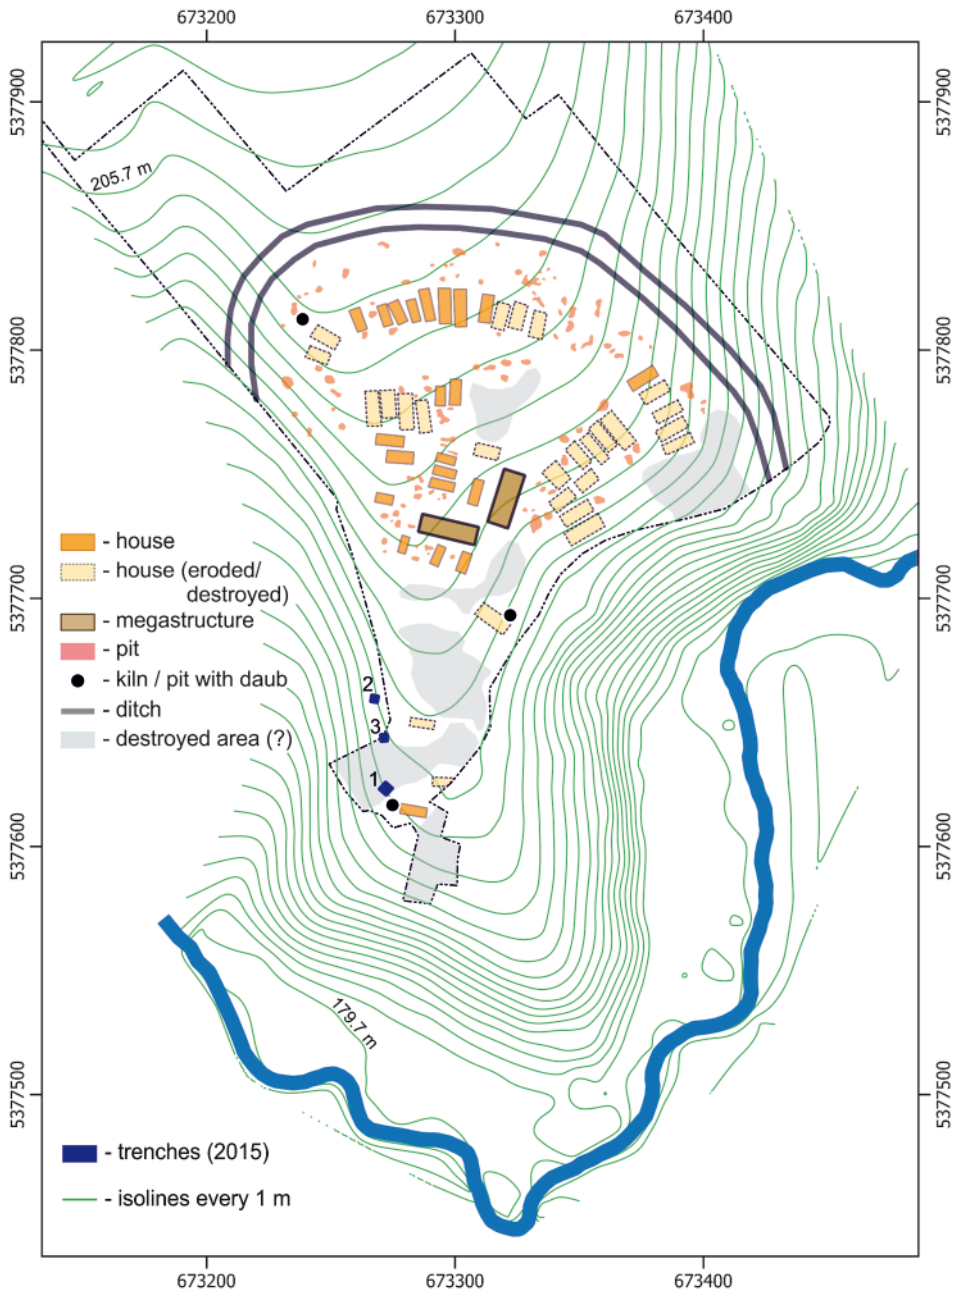 673200
673300
673400
5377900
5377900
205.7 m
5377800
5377800
- house
- house (eroded/
destroyed)
- megastructure
- pit
- kiln / pit with daub
- ditch
- destroyed area (?)
5377700
5377700
2
3
1
5377600
5377600
179.7 m
5377500
5377500
- trenches (2015)
- isolines every 1 m
673200
673300
673400